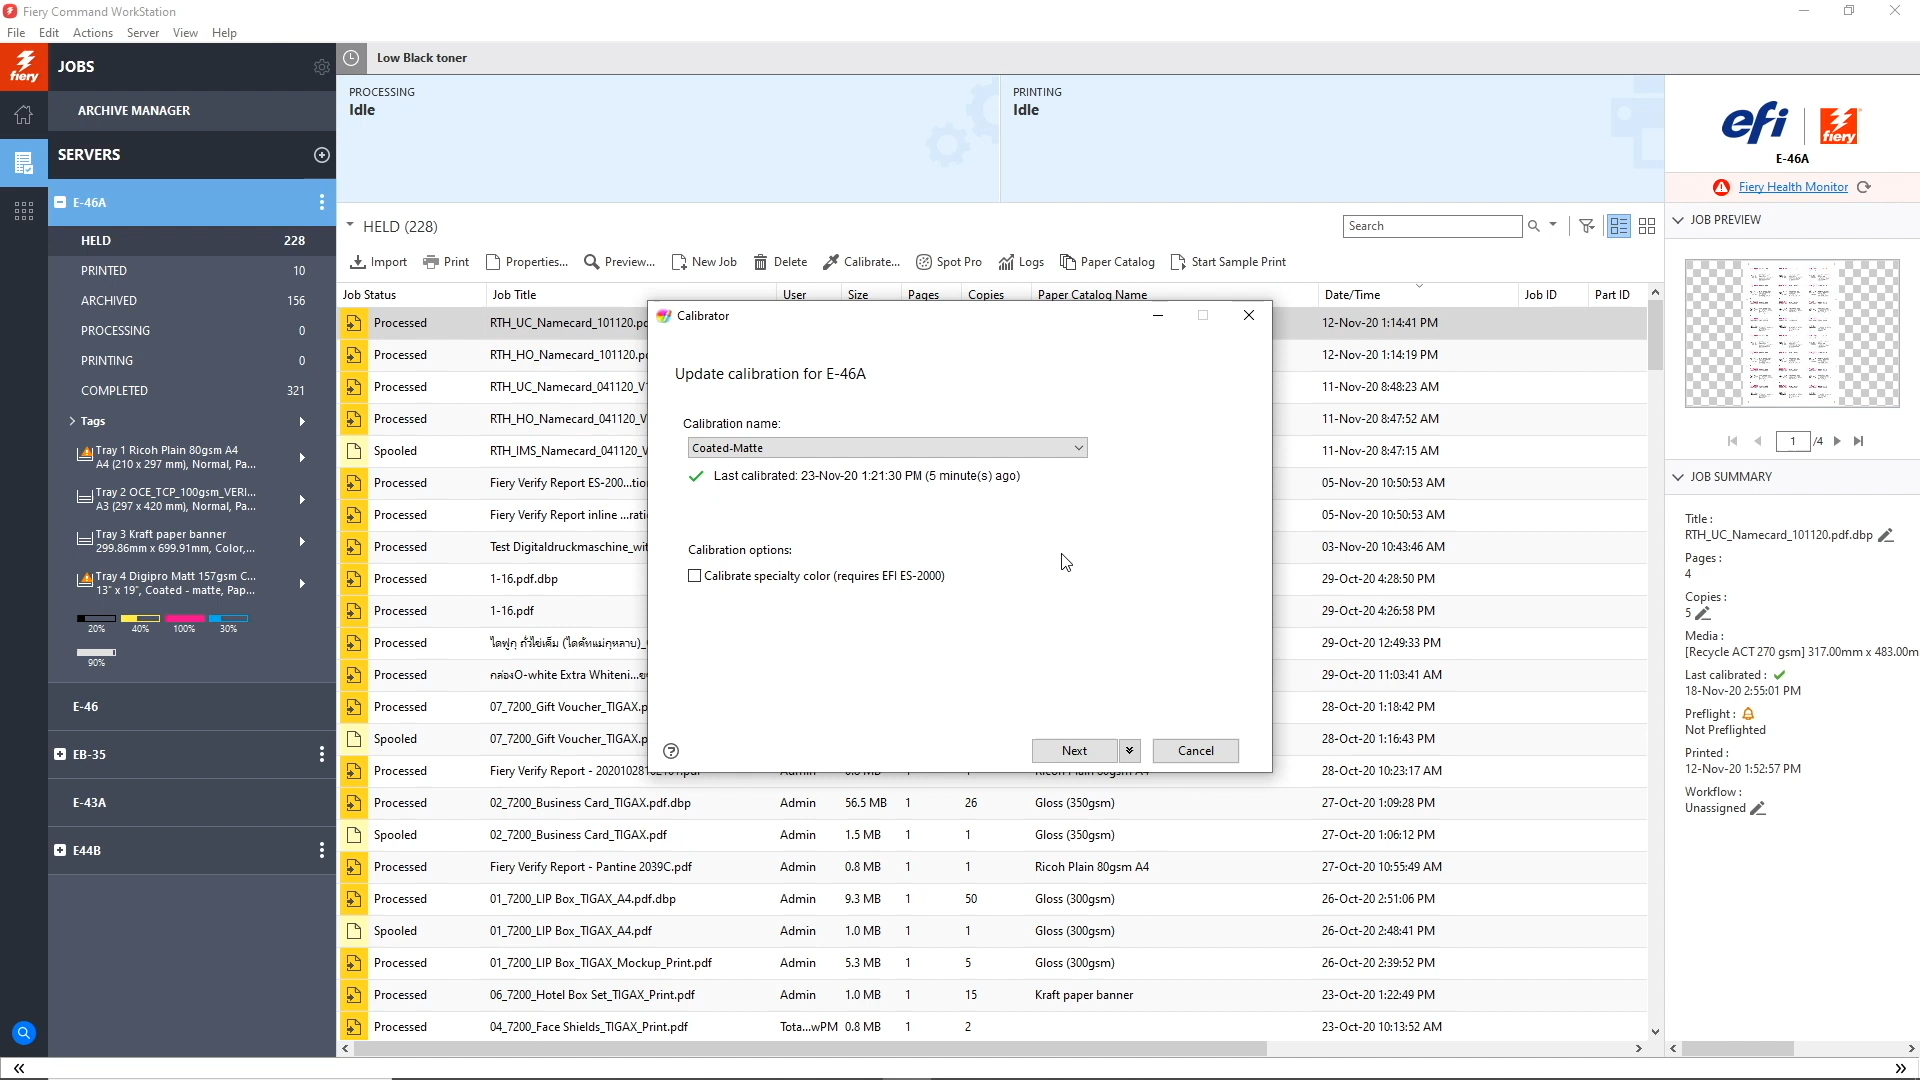 Fiery Command WorkStation
File Edit Actions Server View Help
fiery
JOBS
ARCHIVE MANAGER
SERVERS
E-46A
HELD 228
PRINTED 10
ARCHIVED 156
PROCESSING 0
PRINTING 0
COMPLETED 321
Tags
Tray 1 Ricoh Plain 80gsm A4
A4 (210 x 297 mm), Normal, Pa...
Tray 2 OCE_TCP_100gsm_VERI...
A3 (297 x 420 mm), Normal, Pa...
Tray 3 Kraft paper banner
299.86mm x 699.91mm, Color,...
Tray 4 Digipro Matt 157gsm C...
13" x 19", Coated - matte, Pap...
20% 40% 100% 30%
90%
E-46
EB-35
E-43A
E44B
Low Black toner
PROCESSING
Idle
PRINTING
Idle
HELD (228)
Search
Import Print Properties... Preview... New Job Delete Calibrate... Spot Pro Logs Paper Catalog Start Sample Print
Job Status Job Title User Size Pages Copies Paper Catalog Name Date/Time Job ID Part ID
Processed RTH_UC_Namecard_101120.pd 12-Nov-20 1:14:41 PM
Processed RTH_HO_Namecard_101120.p 12-Nov-20 1:14:19 PM
Processed RTH_UC_Namecard_041120_V 11-Nov-20 8:48:23 AM
Processed RTH_HO_Namecard_041120_V 11-Nov-20 8:47:52 AM
Spooled RTH_IMS_Namecard_041120_V 11-Nov-20 8:47:15 AM
Processed Fiery Verify Report ES-200...tio 05-Nov-20 10:50:53 AM
Processed Fiery Verify Report inline ...rati 05-Nov-20 10:50:53 AM
Processed Test Digitaldruckmaschine_wit 03-Nov-20 10:43:46 AM
Processed 1-16.pdf.dbp 29-Oct-20 4:28:50 PM
Processed 1-16.pdf 29-Oct-20 4:26:58 PM
Processed 29-Oct-20 12:49:33 PM
Processed กล่องO-white Extra Whiteni... 29-Oct-20 11:03:41 AM
Processed 07_7200_Gift Voucher_TIGAX.p 28-Oct-20 1:18:42 PM
Spooled 07_7200_Gift Voucher_TIGAX.p 28-Oct-20 1:16:43 PM
Processed Fiery Verify Report - 28-Oct-20 10:23:17 AM
Processed 02_7200_Business Card_TIGAX.pdf.dbp Admin 56.5 MB 1 26 Gloss (350gsm) 27-Oct-20 1:09:28 PM
Spooled 02_7200_Business Card_TIGAX.pdf Admin 1.5 MB 1 1 Gloss (350gsm) 27-Oct-20 1:06:12 PM
Processed Fiery Verify Report - Pantine 2039C.pdf Admin 0.8 MB 1 1 Ricoh Plain 80gsm A4 27-Oct-20 10:55:49 AM
Processed 01_7200_LIP Box_TIGAX_A4.pdf.dbp Admin 9.3 MB 1 50 Gloss (300gsm) 26-Oct-20 2:51:06 PM
Spooled 01_7200_LIP Box_TIGAX_A4.pdf Admin 1.0 MB 1 1 Gloss (300gsm) 26-Oct-20 2:48:41 PM
Processed 01_7200_LIP Box_TIGAX_Mockup_Print.pdf Admin 5.3 MB 1 5 Gloss (300gsm) 26-Oct-20 2:39:52 PM
Processed 06_7200_Hotel Box Set_TIGAX_Print.pdf Admin 1.0 MB 1 15 Kraft paper banner 23-Oct-20 1:22:49 PM
Processed 04_7200_Face Shields_TIGAX_Print.pdf Tota...wPM 0.8 MB 1 2 23-Oct-20 10:13:52 AM
Calibrator
Update calibration for E-46A
Calibration name:
Coated-Matte
Last calibrated: 23-Nov-20 1:21:30 PM (5 minute(s) ago)
Calibration options:
Calibrate specialty color (requires EFI ES-2000)
Next
Cancel
efi fiery
E-46A
Fiery Health Monitor
JOB PREVIEW
1 /4
JOB SUMMARY
Title :
RTH_UC_Namecard_101120.pdf.dbp
Pages :
4
Copies :
5
Media :
[Recycle ACT 270 gsm] 317.00mm x 483.00m
Last calibrated :
18-Nov-20 2:55:01 PM
Preflight :
Not Preflighted
Printed :
12-Nov-20 1:52:57 PM
Workflow :
Unassigned